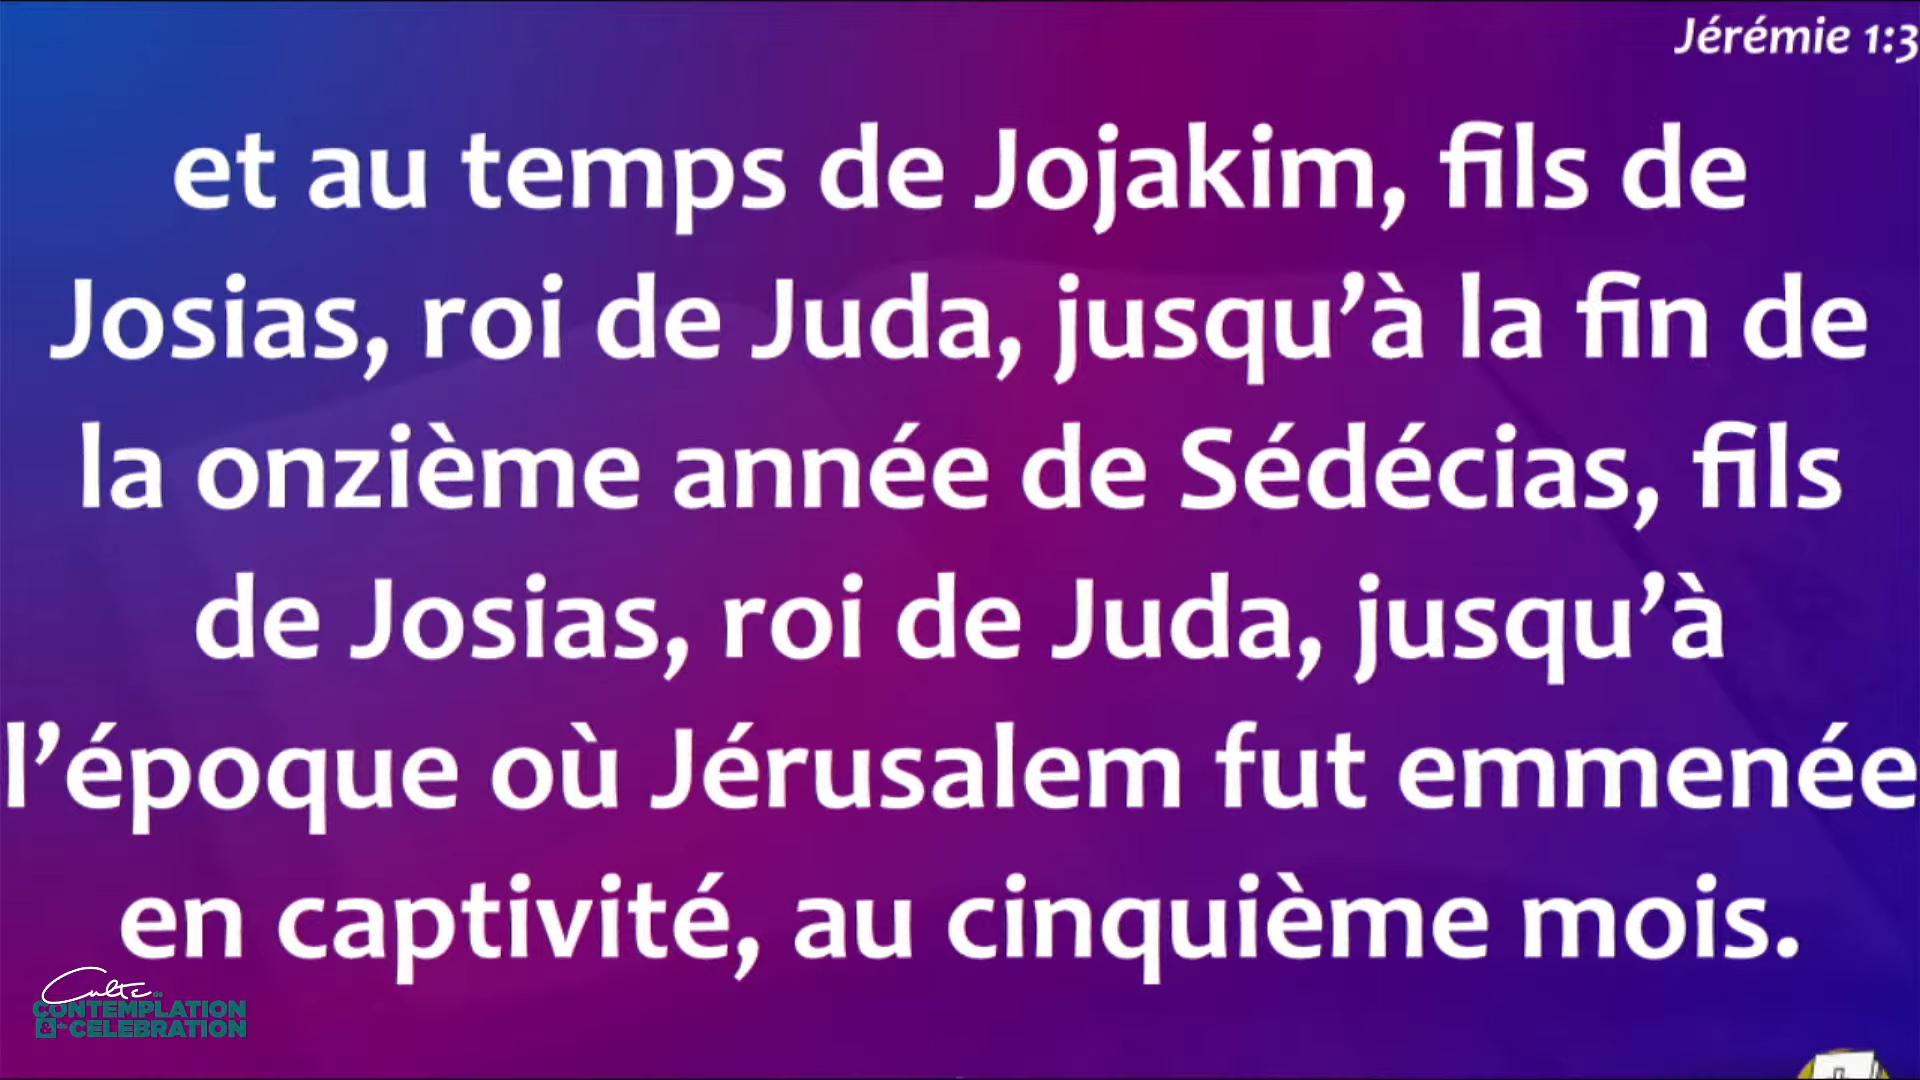 Jérémie 1:3
et au temps de Jojakim, fils de
Josias, roi de Juda, jusqu’à la fin de
la onzième année de Sédécias, fils
de Josias, roi de Juda, jusqu’à
l’époque où Jérusalem fut emmenée
en captivité, au cinquième mois.
Culte de
CONTEMPLATION
& de CELEBRATION